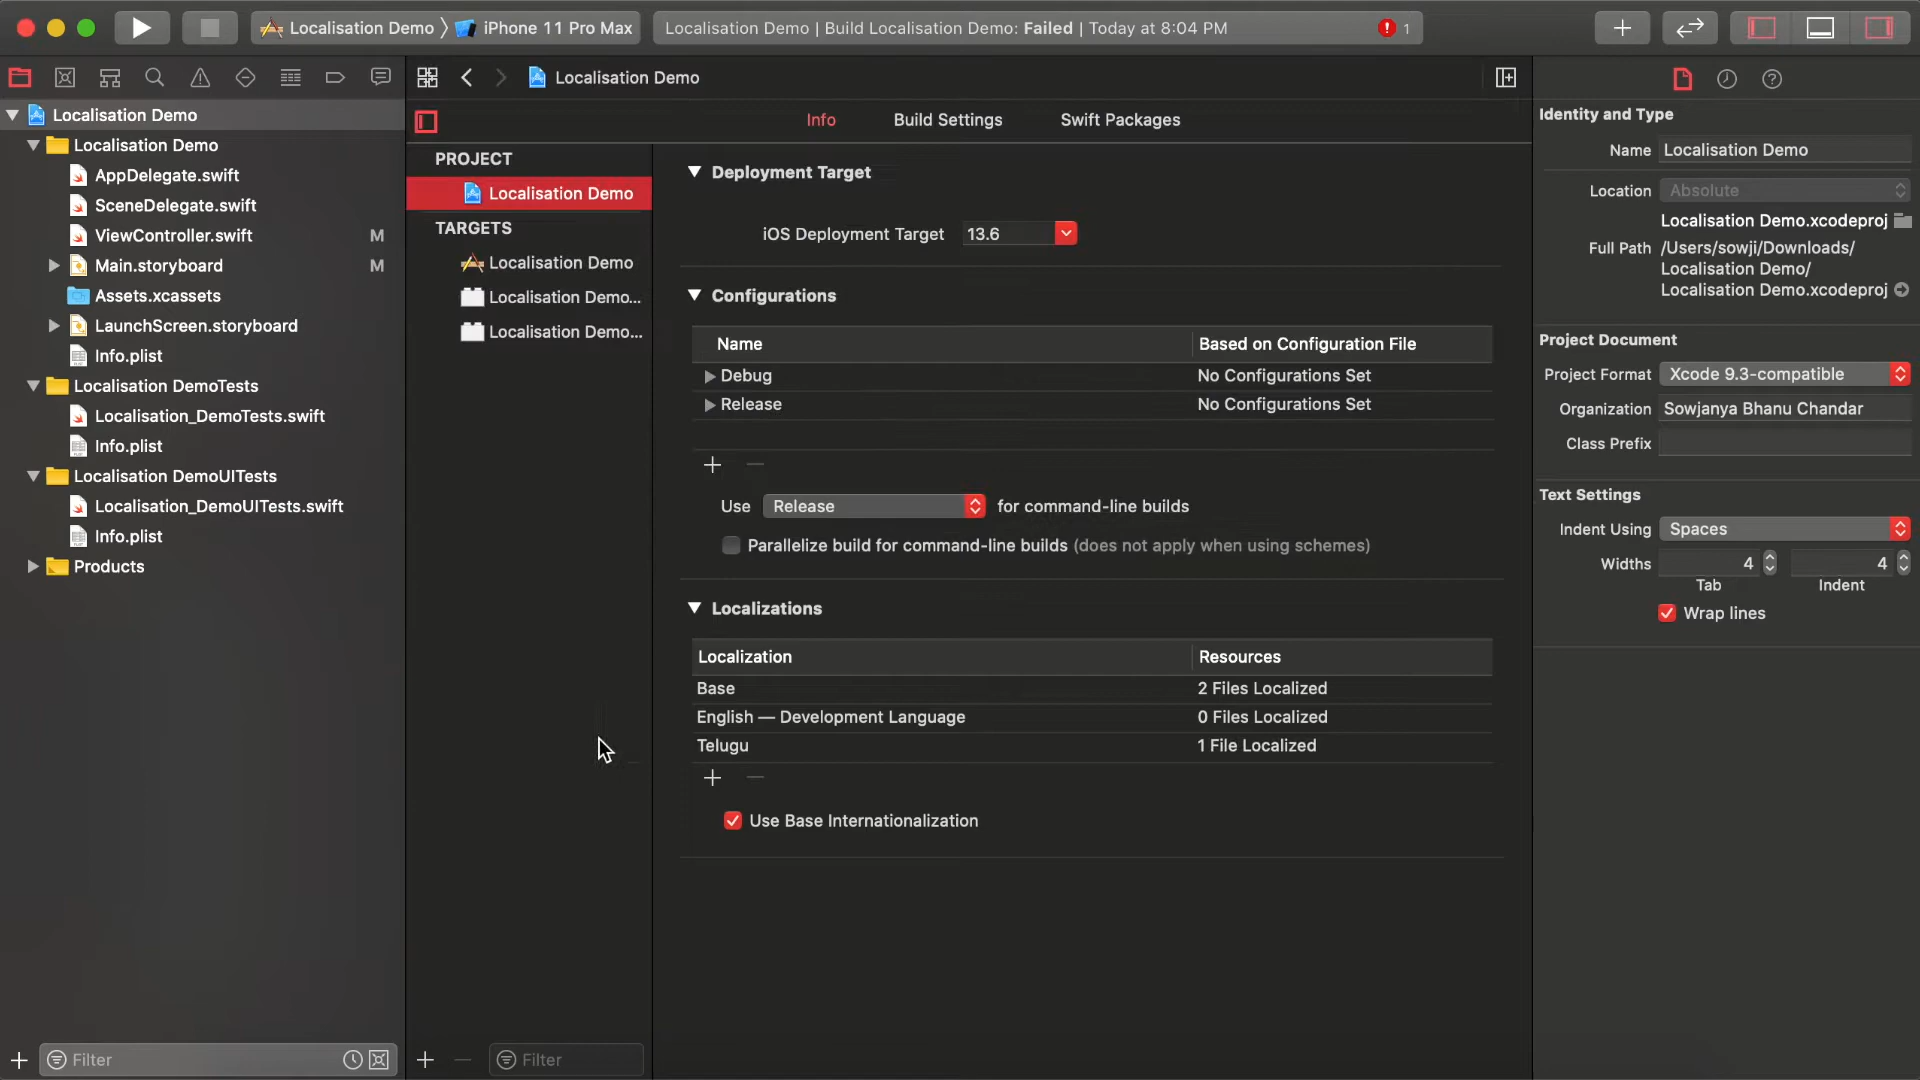 Localisation Demo
iPhone 11 Pro Max
Localisation Demo | Build Localisation Demo: Failed | Today at 8:04 PM
1
Localisation Demo
Localisation Demo
AppDelegate.swift
SceneDelegate.swift
ViewController.swift M
Main.storyboard M
Assets.xcassets
LaunchScreen.storyboard
Info.plist
Localisation DemoTests
Localisation_DemoTests.swift
Info.plist
Localisation DemoUITests
Localisation_DemoUITests.swift
Info.plist
Products
Filter
Localisation Demo
Info Build Settings Swift Packages
PROJECT
Localisation Demo
TARGETS
Localisation Demo
Localisation Demo...
Localisation Demo...
Filter
Deployment Target
iOS Deployment Target 13.6
Configurations
Name Based on Configuration File
Debug No Configurations Set
Release No Configurations Set
Use Release for command-line builds
Parallelize build for command-line builds (does not apply when using schemes)
Localizations
Localization Resources
Base 2 Files Localized
English — Development Language 0 Files Localized
Telugu 1 File Localized
Use Base Internationalization
Identity and Type
Name Localisation Demo
Location Absolute
Localisation Demo.xcodeproj
Full Path /Users/sowji/Downloads/
Localisation Demo/
Localisation Demo.xcodeproj
Project Document
Project Format Xcode 9.3-compatible
Organization Sowjanya Bhanu Chandar
Class Prefix
Text Settings
Indent Using Spaces
Widths 4 4
Tab Indent
Wrap lines